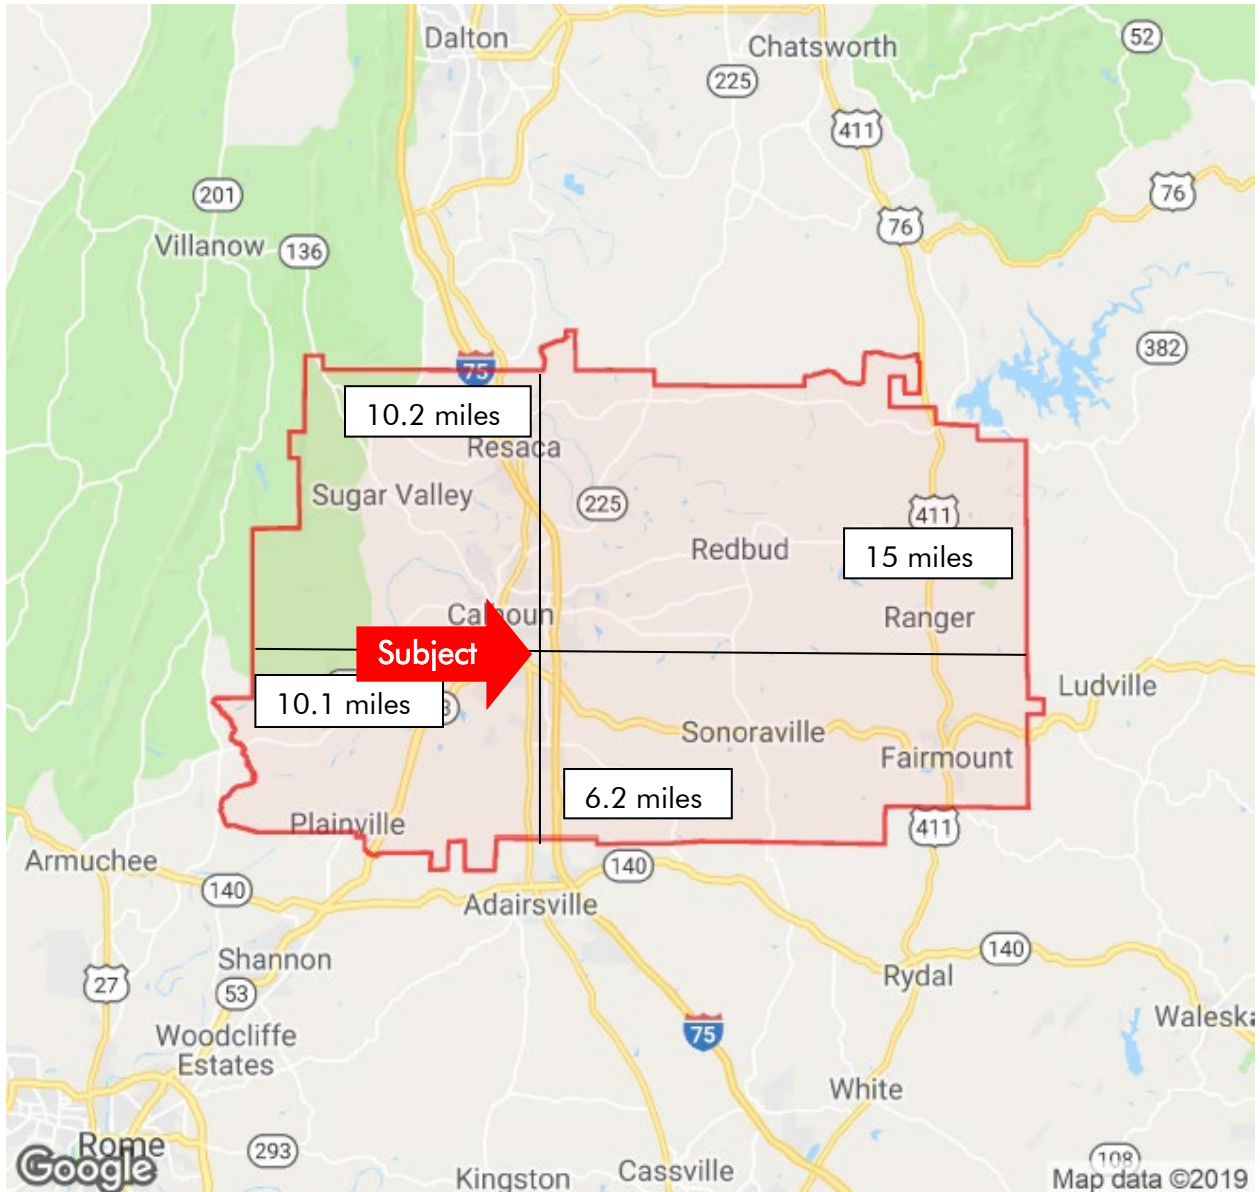 Dalton
Chatsworth
52
225
411
201
76
76
Villanow
136
382
75
10.2 miles
Resaca
Sugar Valley
225
411
Redbud
15 miles
Calhoun
Ranger
Subject
Ludville
10.1 miles
3
Sonoraville
Fairmount
6.2 miles
Plainville
411
Armuchee
140
140
Adairsville
140
Shannon
Rydal
27
53
Waleska
75
Woodcliffe
Estates
White
Rome
293
108
Google
Kingston
Cassville
Map data ©2019